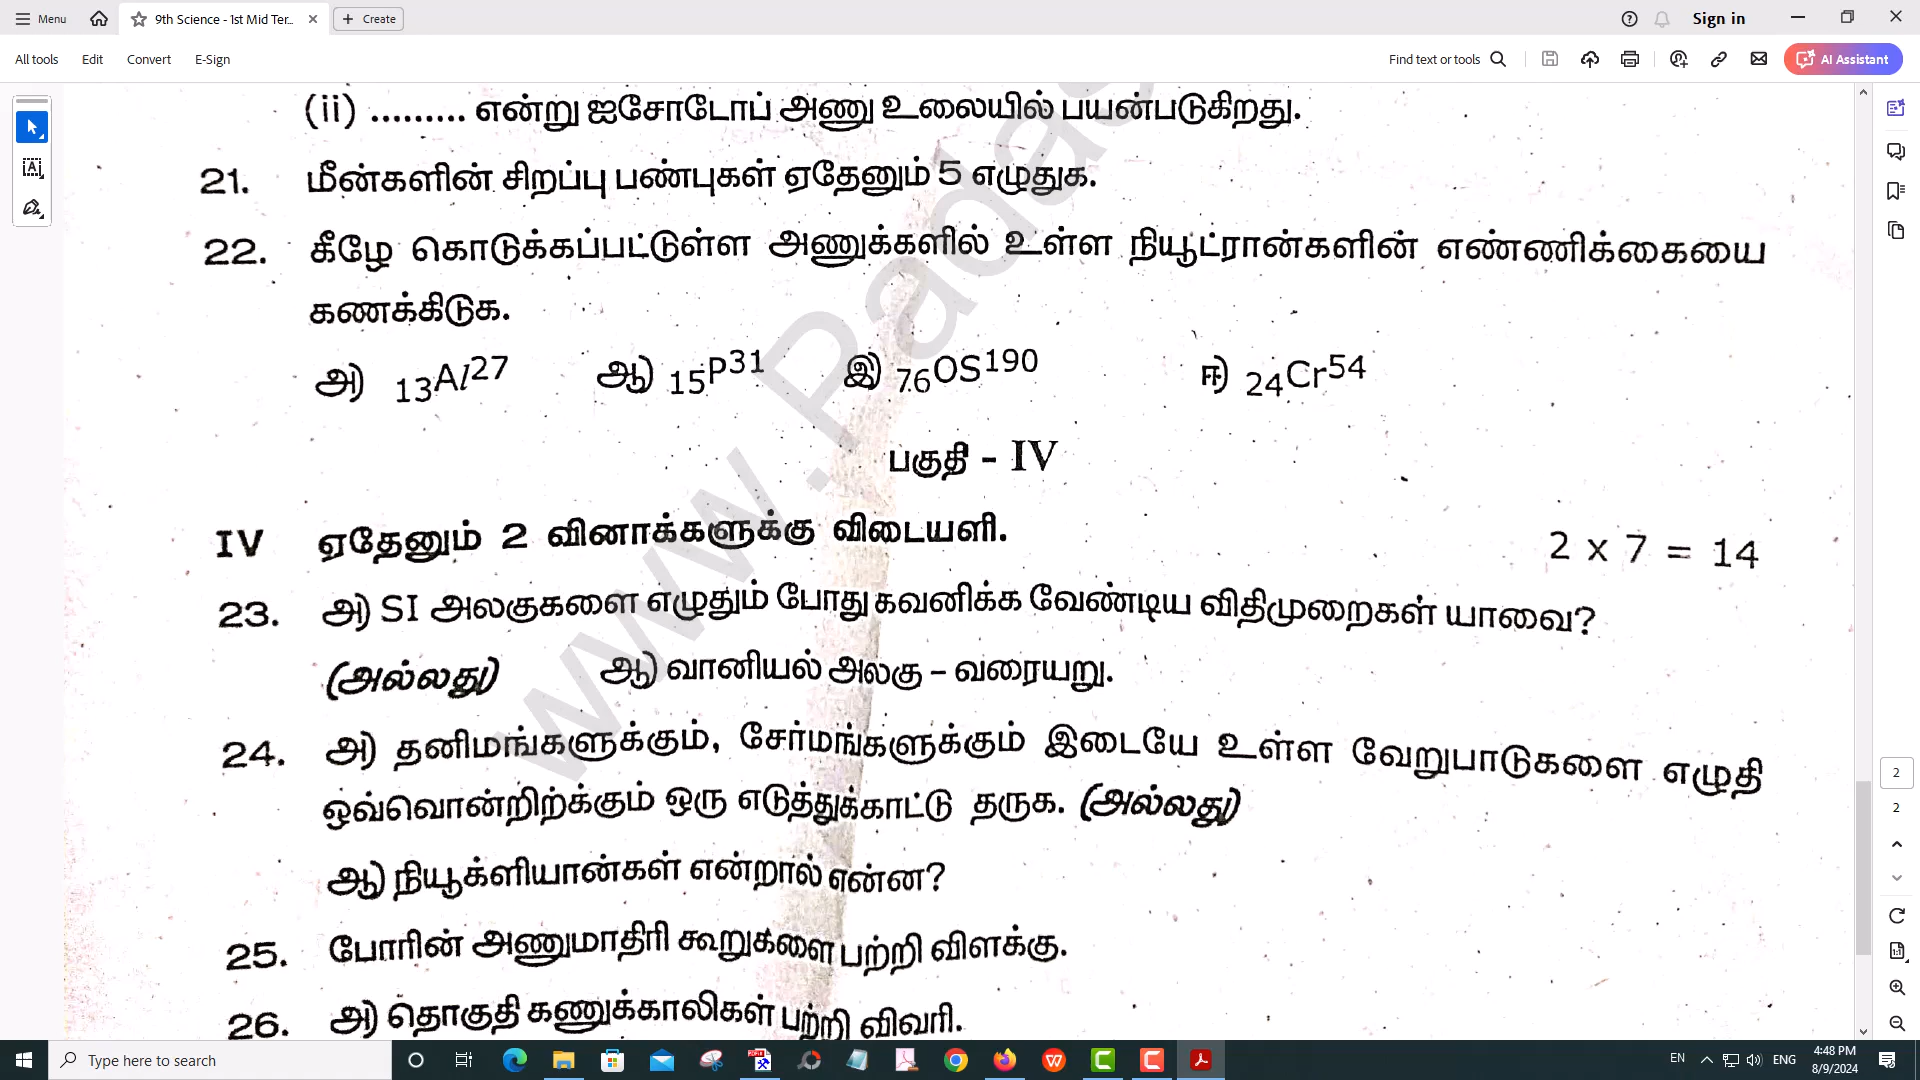 Menu
9th Science - 1st Mid Ter...
Create
Sign in
All tools
Edit
Convert
E-Sign
Find text or tools
AI Assistant
(ii) ......... என்று ஐசோடோப் அணு உலையில் பயன்படுகிறது.
21. மீன்களின் சிறப்பு பண்புகள் ஏதேனும் 5 எழுதுக.
22. கீழே கொடுக்கப்பட்டுள்ள அணுக்களில் உள்ள நியூட்ரான்களின் எண்ணிக்கையை
கணக்கிடுக.
அ) 13Al27 ஆ) 15P31 இ) 76OS190 ஈ) 24Cr54
பகுதி - IV
IV ஏதேனும் 2 வினாக்களுக்கு விடையளி. 2 x 7 = 14
23. அ) SI அலகுகளை எழுதும் போது கவனிக்க வேண்டிய விதிமுறைகள் யாவை?
(அல்லது) ஆ) வானியல் அலகு – வரையறு.
24. அ) தனிமங்களுக்கும், சேர்மங்களுக்கும் இடையே உள்ள வேறுபாடுகளை எழுதி
ஒவ்வொன்றிற்க்கும் ஒரு எடுத்துக்காட்டு தருக. (அல்லது)
ஆ) நியூக்ளியான்கள் என்றால் என்ன?
25. போரின் அணுமாதிரி கூறுகளை பற்றி விளக்கு.
26. அ) தொகுதி கணுக்காலிகள் பற்றி விவரி.
www.Padas
2
2
Type here to search
EN
ENG
4:48 PM
8/9/2024